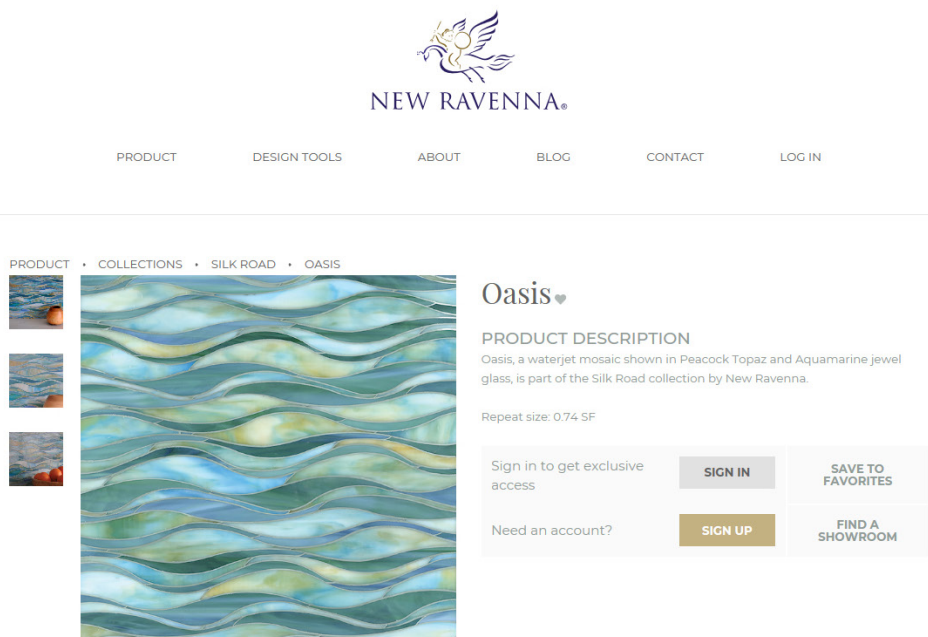 NEW RAVENNA®
PRODUCT DESIGN TOOLS ABOUT BLOG CONTACT LOG IN
PRODUCT • COLLECTIONS • SILK ROAD • OASIS
Oasis
PRODUCT DESCRIPTION
Oasis, a waterjet mosaic shown in Peacock Topaz and Aquamarine jewel
glass, is part of the Silk Road collection by New Ravenna.
Repeat size: 0.74 SF
Sign in to get exclusive
access
SIGN IN
SAVE TO
FAVORITES
Need an account?
SIGN UP
FIND A
SHOWROOM